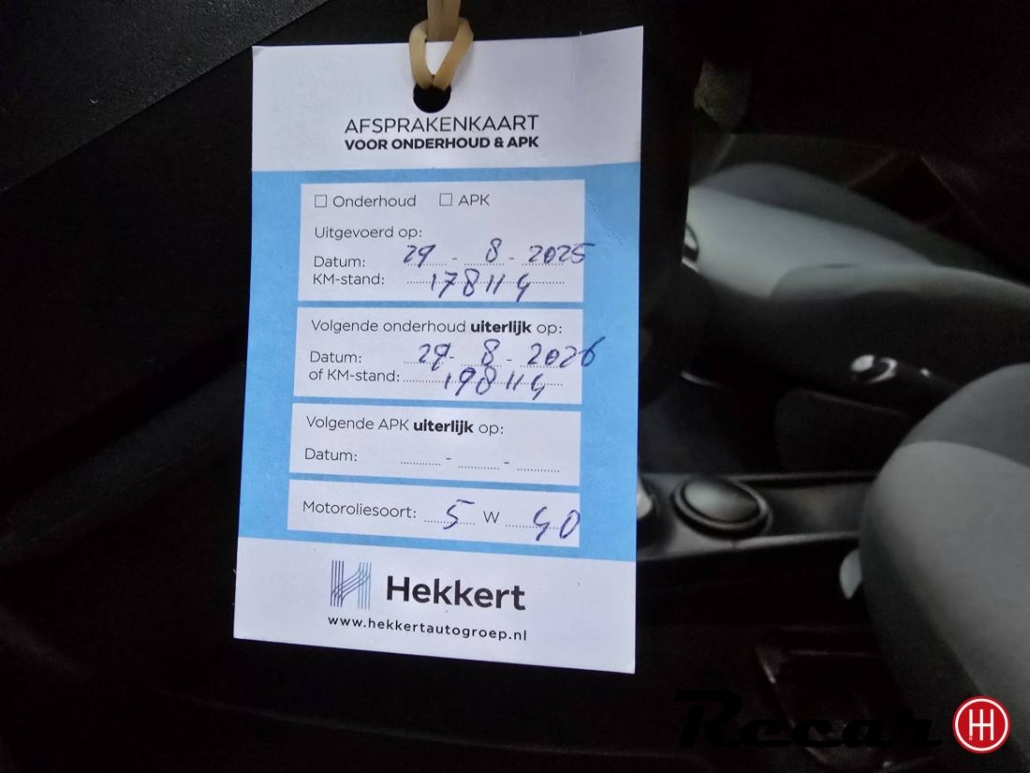 AFSPRAKENKAART
VOOR ONDERHOUD & APK
☐ Onderhoud ☐ APK
Uitgevoerd op:
Datum: 29 - 8 - 2025
KM-stand: 178114
Volgende onderhoud uiterlijk op:
Datum: 29 - 8 - 2026
of KM-stand: 198114
Volgende APK uiterlijk op:
Datum: - -
Motoroliesoort: 5 W 40
Hekkert
www.hekkertautogroep.nl
Recar